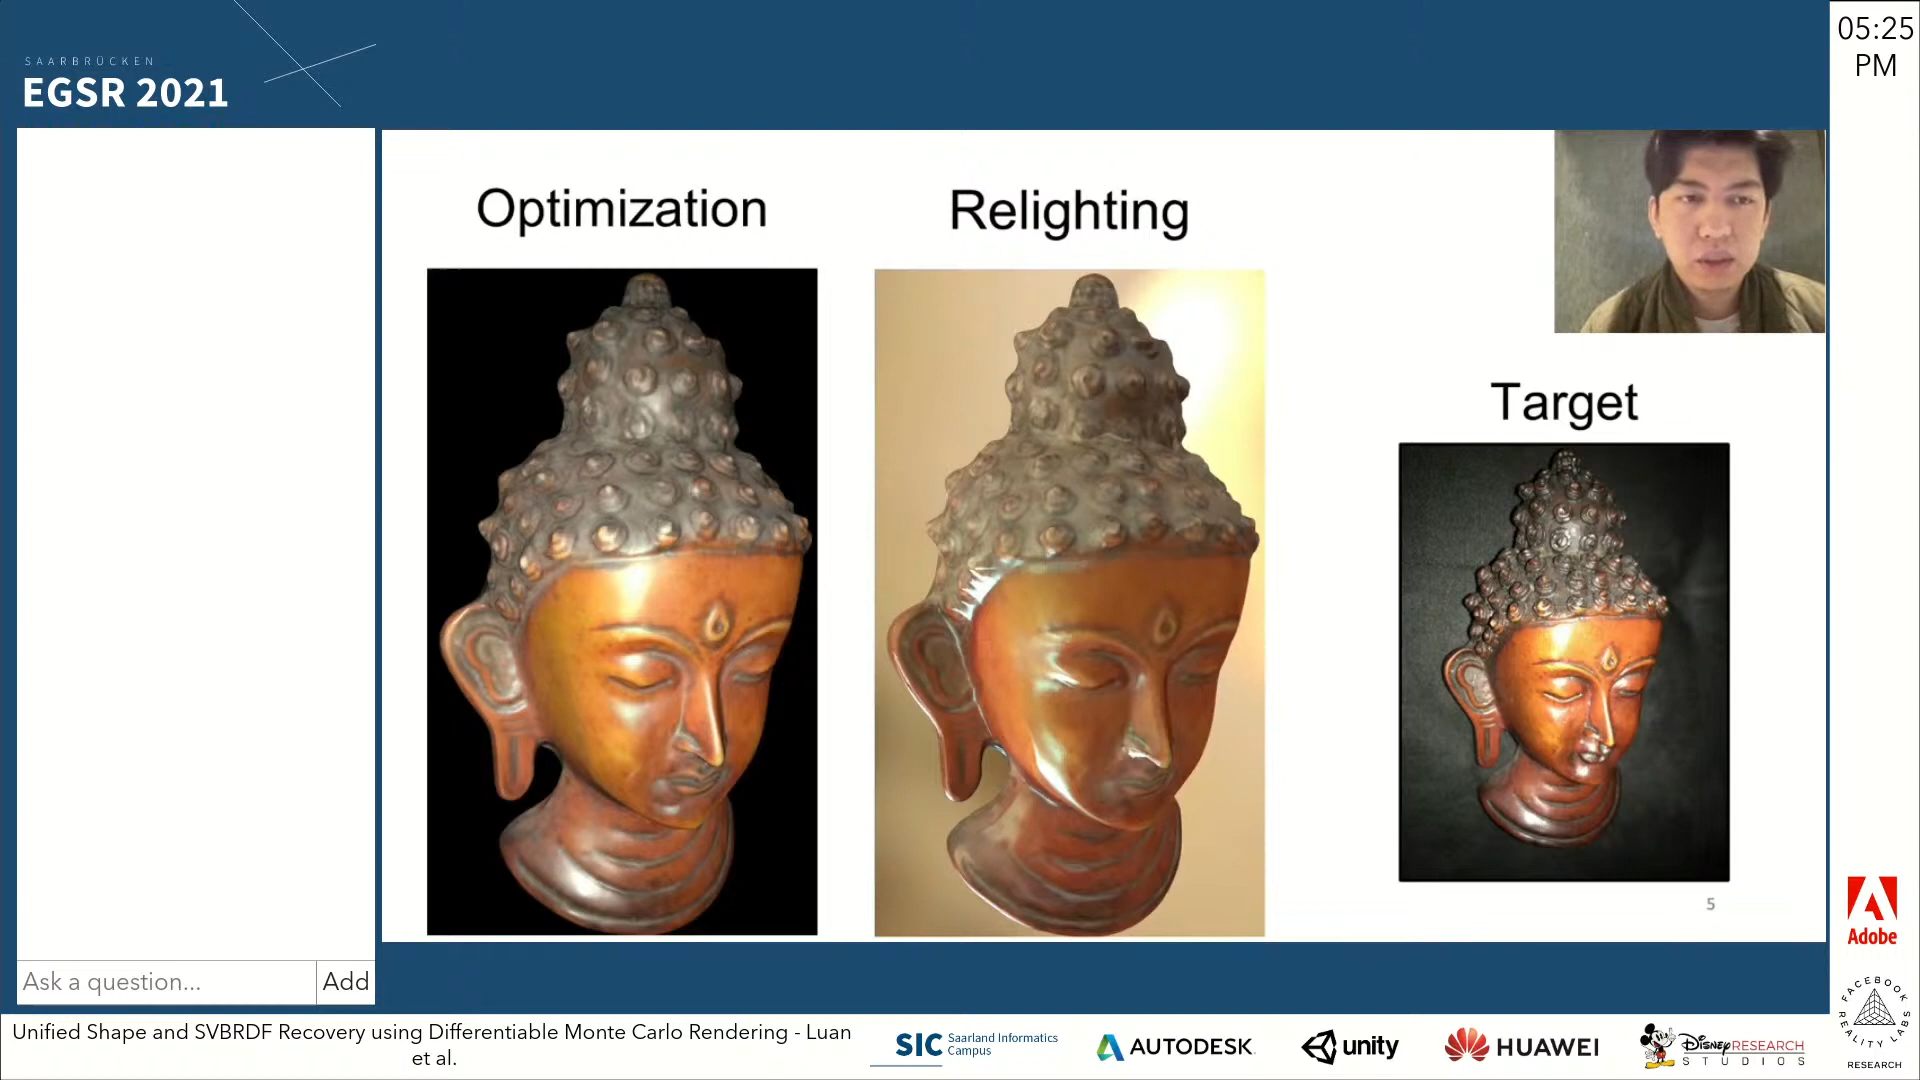 SAARBRÜCKEN
EGSR 2021
05:25
PM
Optimization
Relighting
Target
5
Ask a question...
Add
Unified Shape and SVBRDF Recovery using Differentiable Monte Carlo Rendering - Luan
et al.
SIC Saarland Informatics
Campus
AUTODESK.
unity
HUAWEI
DISNEY RESEARCH
STUDIOS
Adobe
FACEBOOK
REALITY LABS
RESEARCH